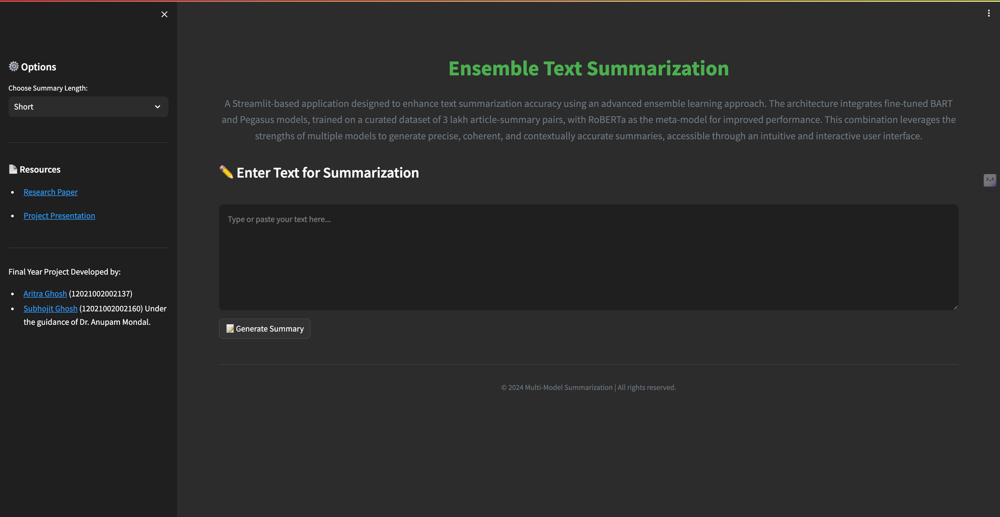 Options
Choose Summary Length:
Short
Resources
Research Paper
Project Presentation
Final Year Project Developed by:
Aritra Ghosh (12021002002137)
Subhojit Ghosh (12021002002160) Under
the guidance of Dr. Anupam Mondal.
Ensemble Text Summarization
A Streamlit-based application designed to enhance text summarization accuracy using an advanced ensemble learning approach. The architecture integrates fine-tuned BART
and Pegasus models, trained on a curated dataset of 3 lakh article-summary pairs, with RoBERTa as the meta-model for improved performance. This combination leverages the
strengths of multiple models to generate precise, coherent, and contextually accurate summaries, accessible through an intuitive and interactive user interface.
Enter Text for Summarization
Type or paste your text here...
Generate Summary
© 2024 Multi-Model Summarization | All rights reserved.